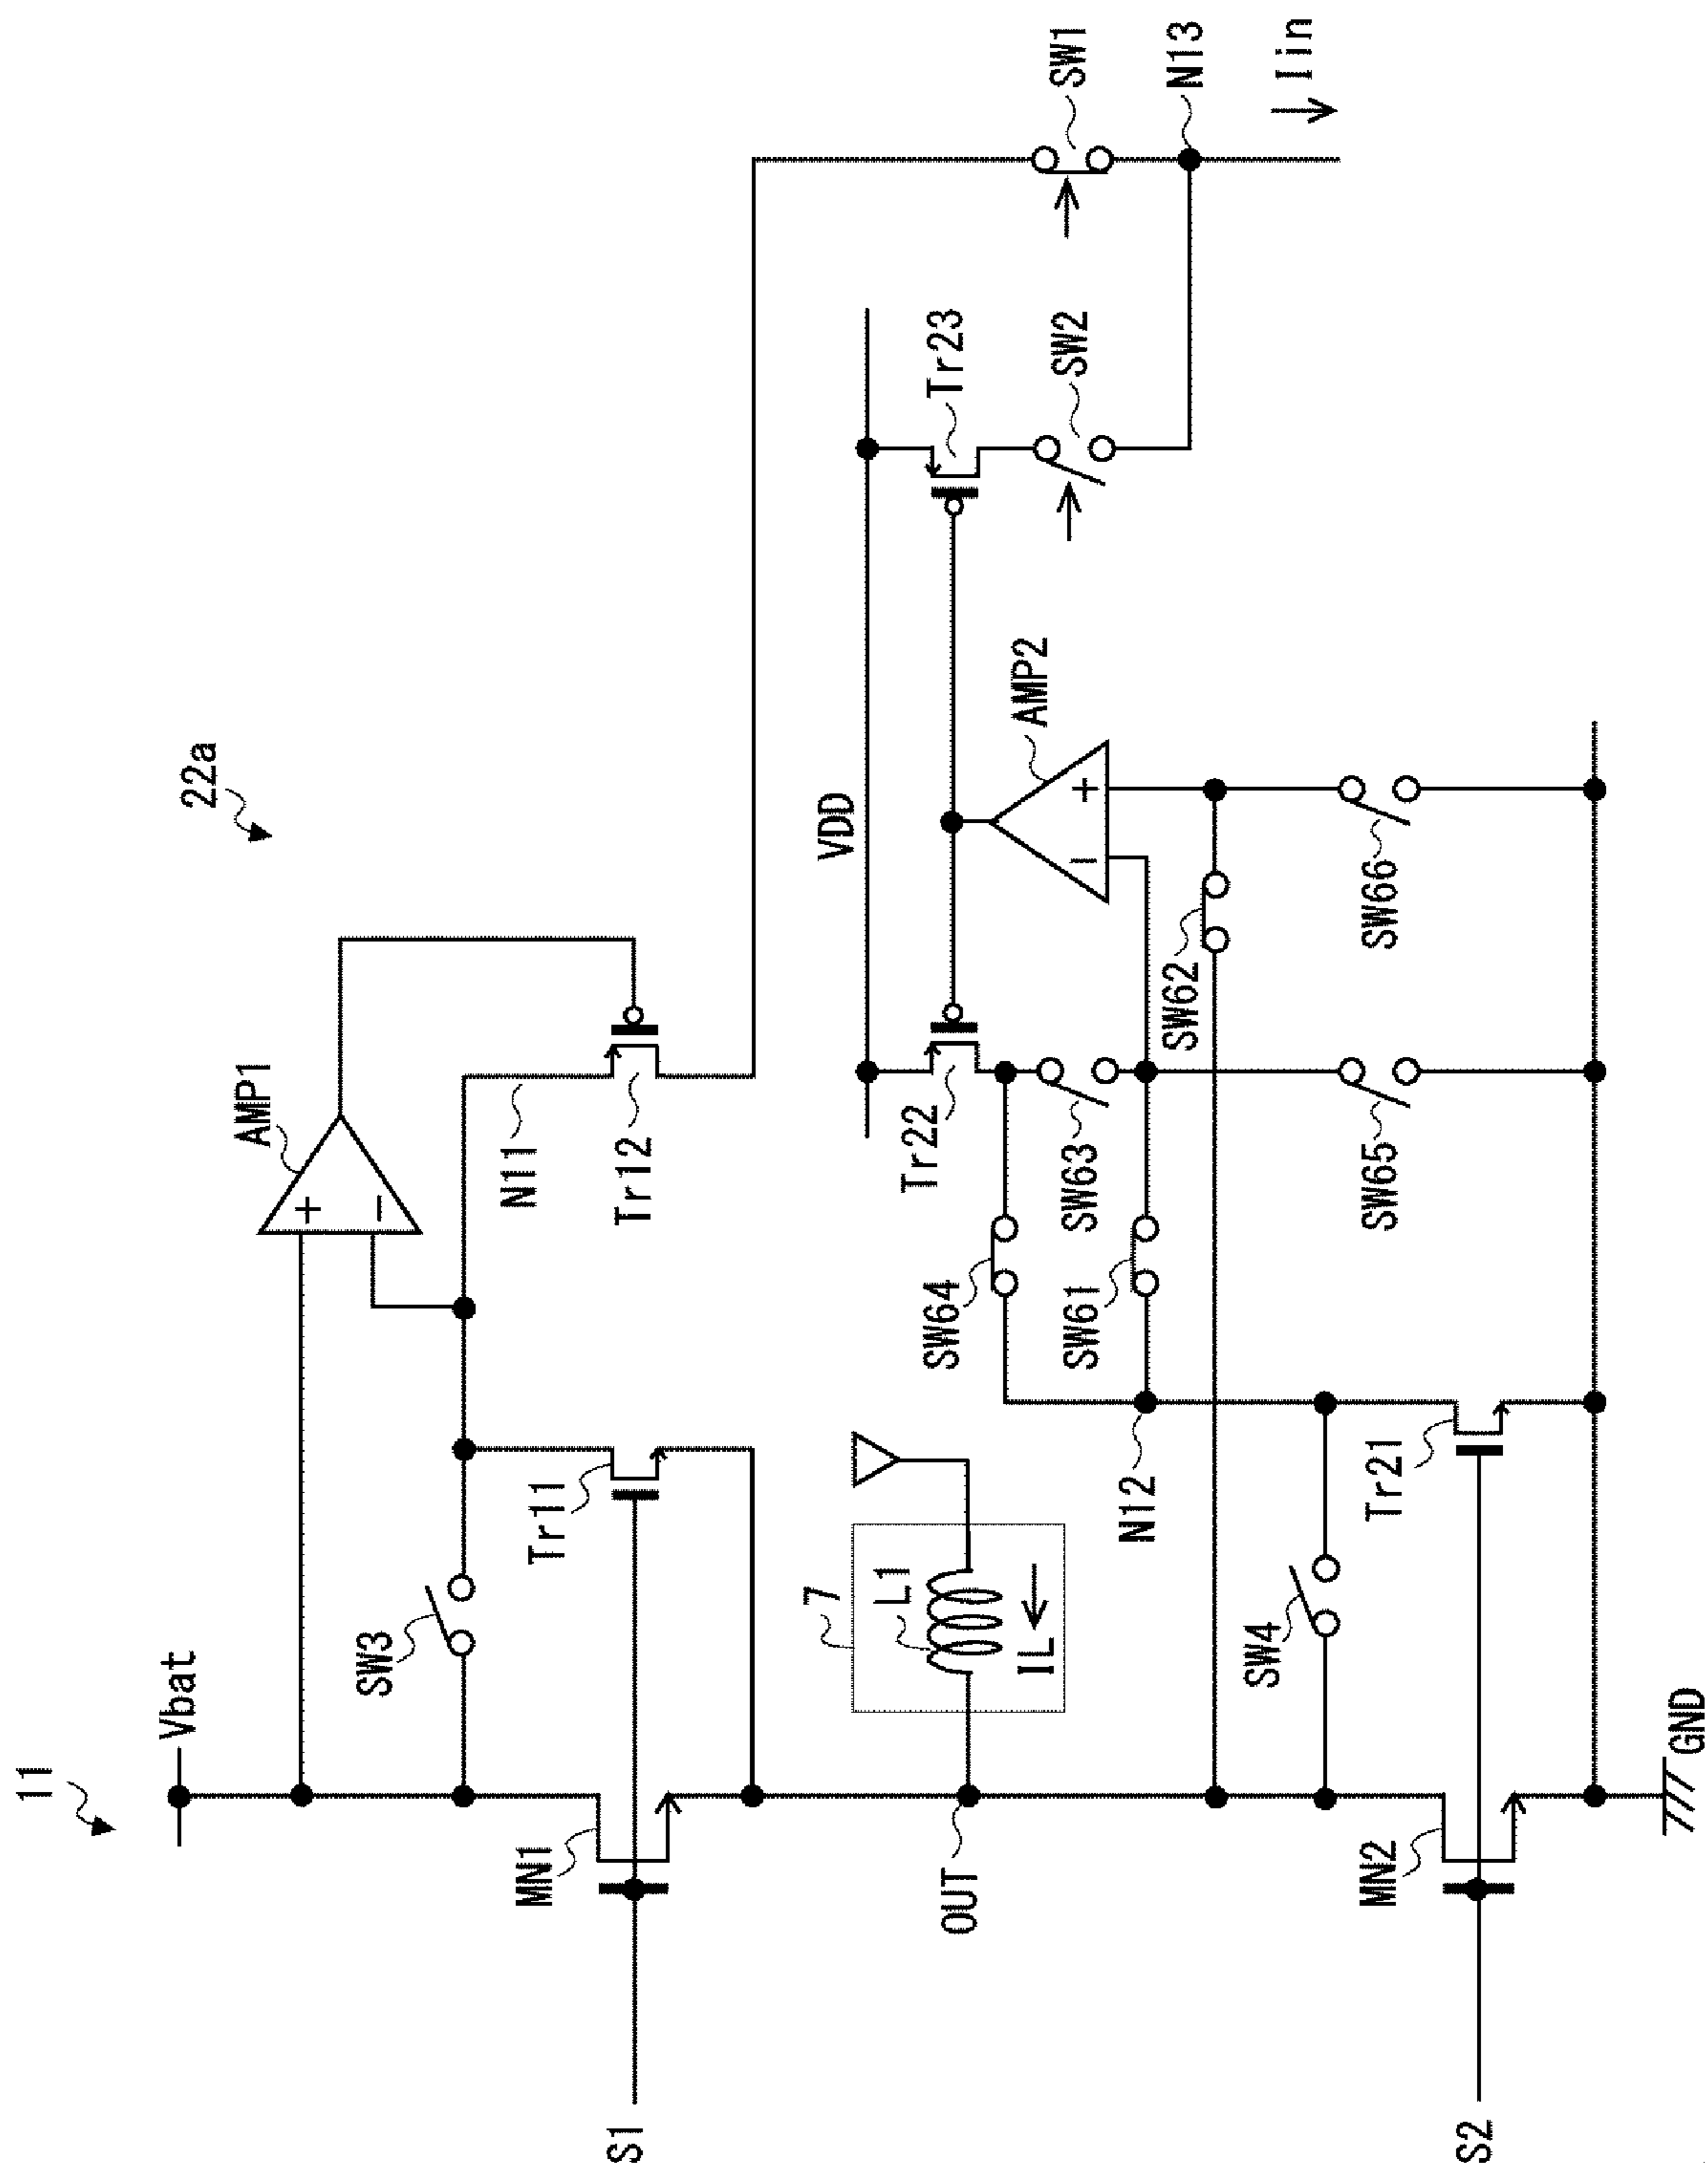 11
22a
Vbat
AMP1
+
−
SW3
N11
MN1
Tr11
Tr12
S1
SW1
N13
Iin
VDD
7
L1
IL
OUT
SW64
Tr22
Tr23
SW2
AMP2
−
+
SW63
SW61
N12
SW62
SW4
MN2
Tr21
SW65
SW66
S2
GND